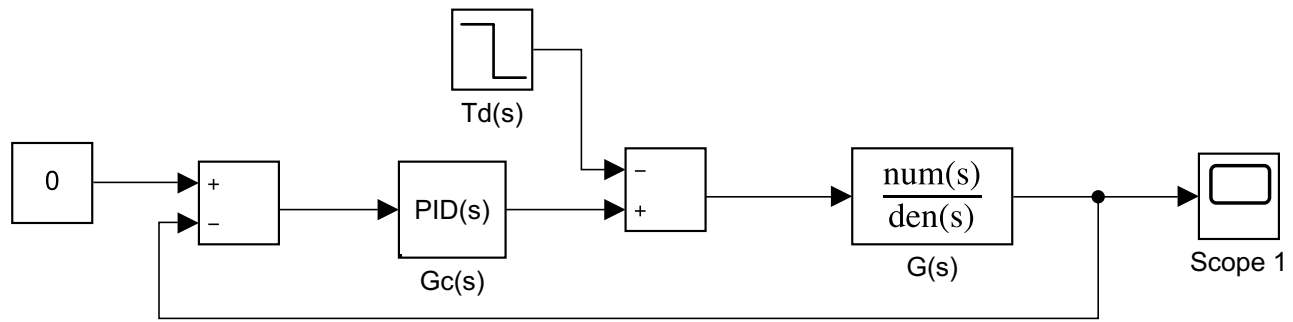 Td(s)
0
+
−
PID(s)
Gc(s)
−
+
num(s)
den(s)
G(s)
Scope 1